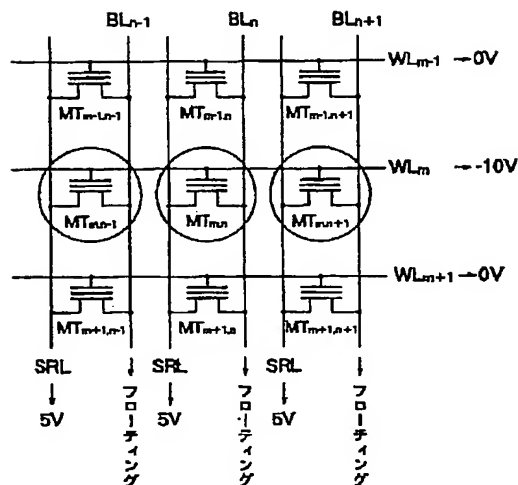 BLn-1 BLn BLn+1
WLm-1 →0V
MTm-1,n-1 MTm-1,n MTm-1,n+1
WLm →-10V
MTm,n-1 MTm,n MTm,n+1
WLm+1 →0V
MTm+1,n-1 MTm+1,n MTm+1,n+1
SRL SRL SRL
5V フローティング 5V フローティング 5V フローティング